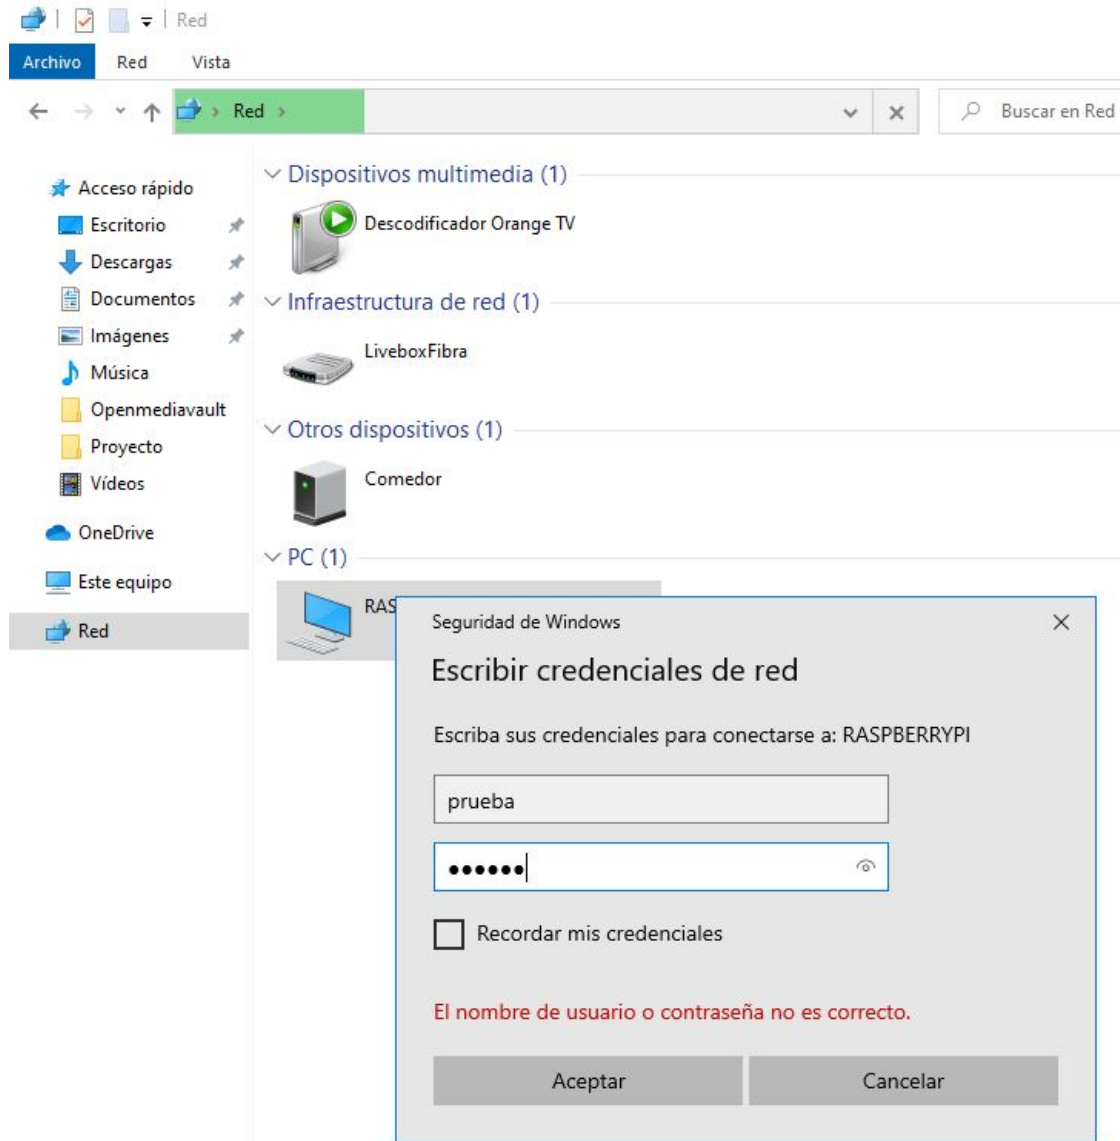 Red
Archivo Red Vista
Red
Buscar en Red
Acceso rápido
Escritorio
Descargas
Documentos
Imágenes
Música
Openmediavault
Proyecto
Vídeos
OneDrive
Este equipo
Red
Dispositivos multimedia (1)
Descodificador Orange TV
Infraestructura de red (1)
LiveboxFibra
Otros dispositivos (1)
Comedor
PC (1)
RAS
Seguridad de Windows
Escribir credenciales de red
Escriba sus credenciales para conectarse a: RASPBERRYPI
prueba
••••••
Recordar mis credenciales
El nombre de usuario o contraseña no es correcto.
Aceptar Cancelar